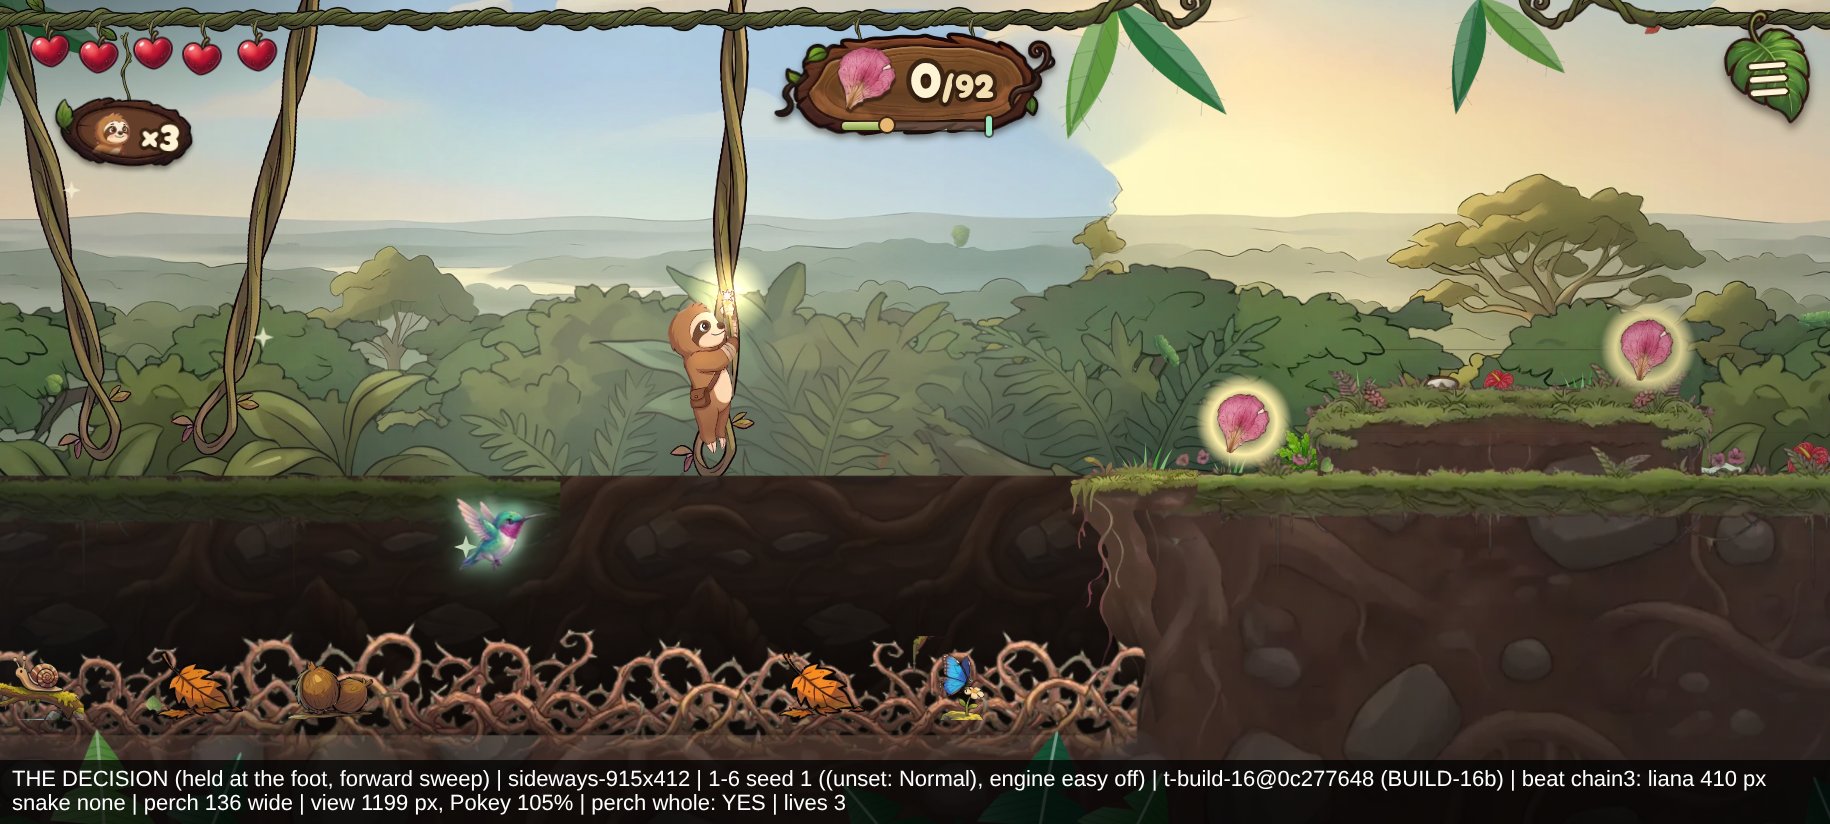 ×3
0/92
THE DECISION (held at the foot, forward sweep) | sideways-915x412 | 1-6 seed 1 ((unset: Normal), engine easy off) | t-build-16@0c277648 (BUILD-16b) | beat chain3: liana 410 px
snake none | perch 136 wide | view 1199 px, Pokey 105% | perch whole: YES | lives 3